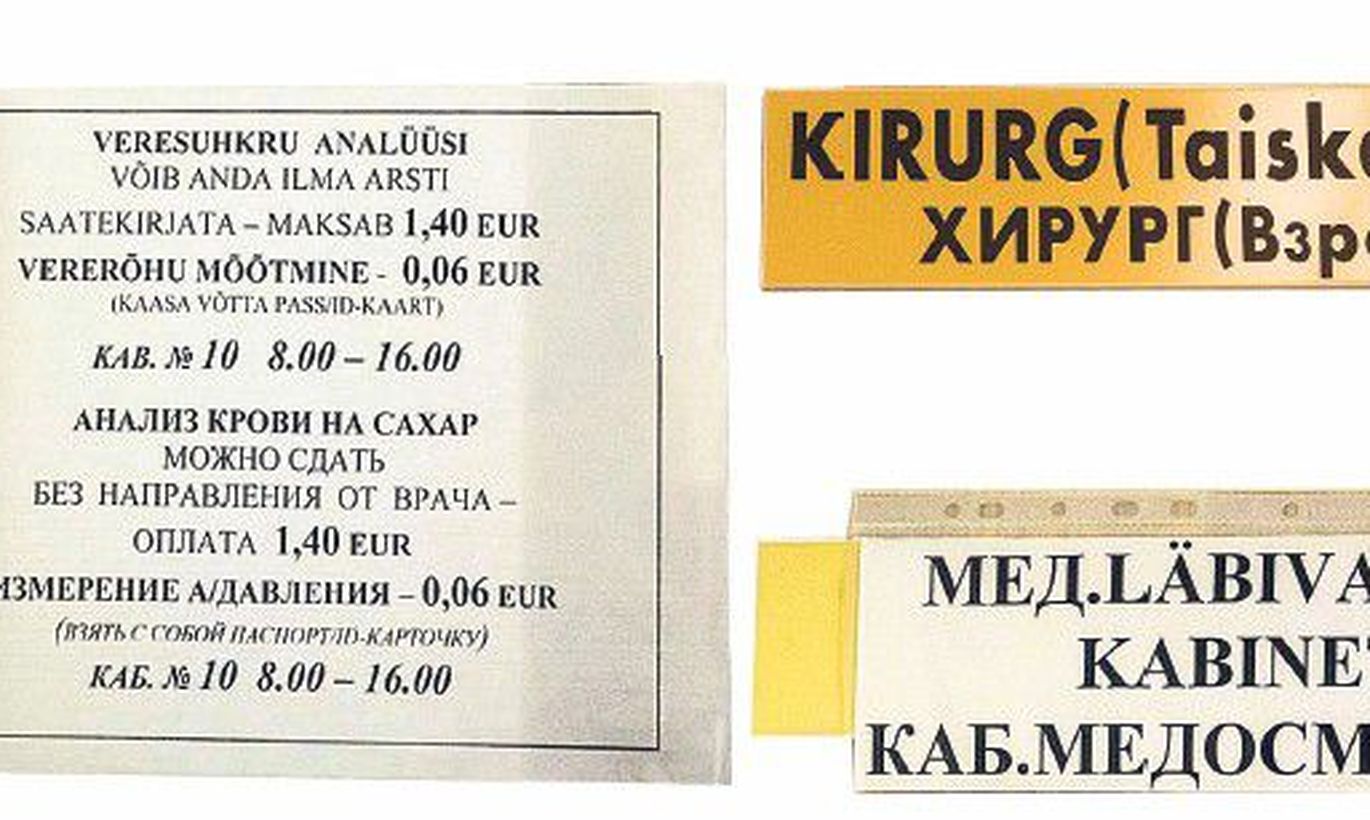 VERESUHKRU ANALÜÜSI
VÕIB ANDA ILMA ARSTI
SAATEKIRJATA – MAKSAB 1,40 EUR
VERERÕHU MÕÕTMINE - 0,06 EUR
(KAASA VÕTTA PASS/ID-KAART)
KAB. № 10 8.00 – 16.00
АНАЛИЗ КРОВИ НА САХАР
МОЖНО СДАТЬ
БЕЗ НАПРАВЛЕНИЯ ОТ ВРАЧА –
ОПЛАТА 1,40 EUR
ИЗМЕРЕНИЕ А/ДАВЛЕНИЯ – 0,06 EUR
(ВЗЯТЬ С СОБОЙ ПАСПОРТ/ID-КАРТОЧКУ)
КАБ. № 10 8.00 – 16.00
KIRURG(Taiska
ХИРУРГ(Взро
МЕД.LÄBIVA
KABINET
КАБ.МЕДОСМ